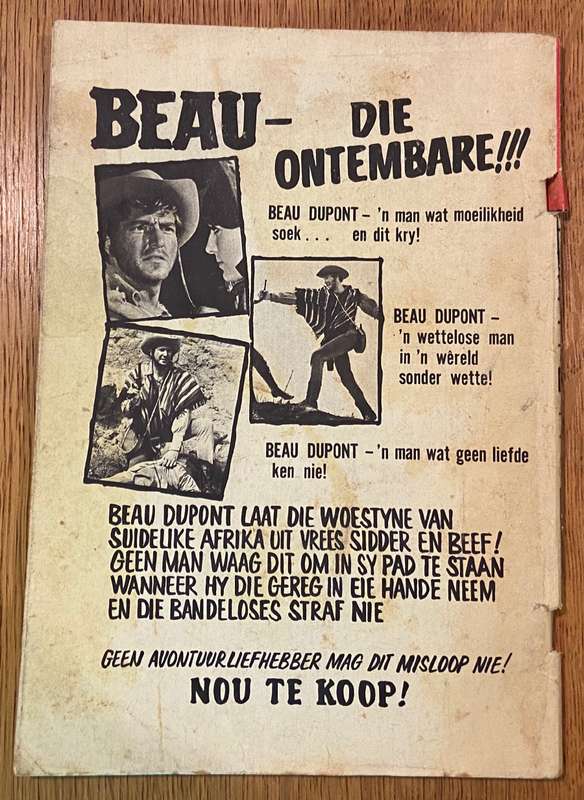 BEAU – DIE
ONTEMBARE!!!
BEAU DUPONT – 'n man wat moeilikheid
soek . . . en dit kry!
BEAU DUPONT –
'n wettelose man
in 'n wêreld
sonder wette!
BEAU DUPONT – 'n man wat geen liefde
ken nie!
BEAU DUPONT LAAT DIE WOESTYNE VAN
SUIDELIKE AFRIKA UIT VREES SIDDER EN BEEF!
GEEN MAN WAAG DIT OM IN SY PAD TE STAAN
WANNEER HY DIE GEREG IN EIE HANDE NEEM
EN DIE BANDELOSES STRAF NIE
GEEN AVONTUURLIEFHEBBER MAG DIT MISLOOP NIE!
NOU TE KOOP!